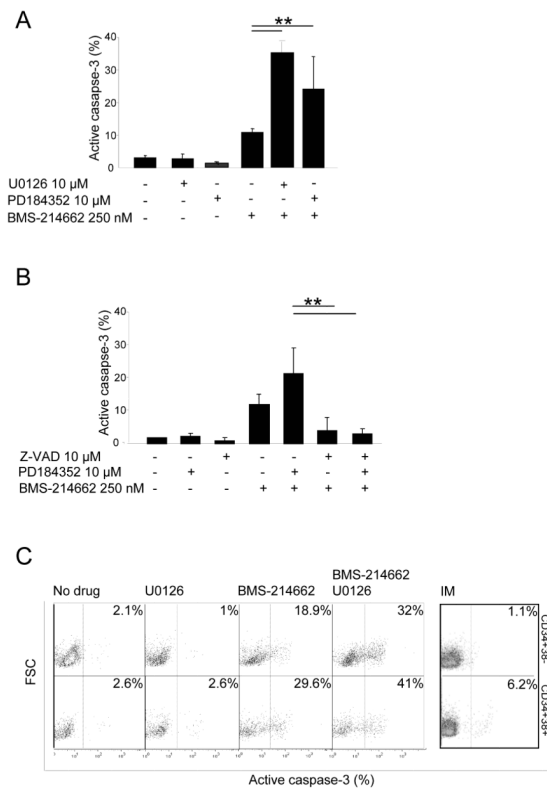 A
**
Active casapse-3 (%)
40
30
20
10
0
U0126 10 µM - + - - + -
PD184352 10 µM - - + - - +
BMS-214662 250 nM - - - + + +
B
**
Active casapse-3 (%)
40
30
20
10
0
Z-VAD 10 µM - - + - - + +
PD184352 10 µM - + - - + - +
BMS-214662 250 nM - - - + + + +
C
No drug U0126 BMS-214662 BMS-214662 U0126 IM
2.1% 1% 18.9% 32% 1.1% CD34+38-
2.6% 2.6% 29.6% 41% 6.2% CD34+38+
FSC
Active caspase-3 (%)